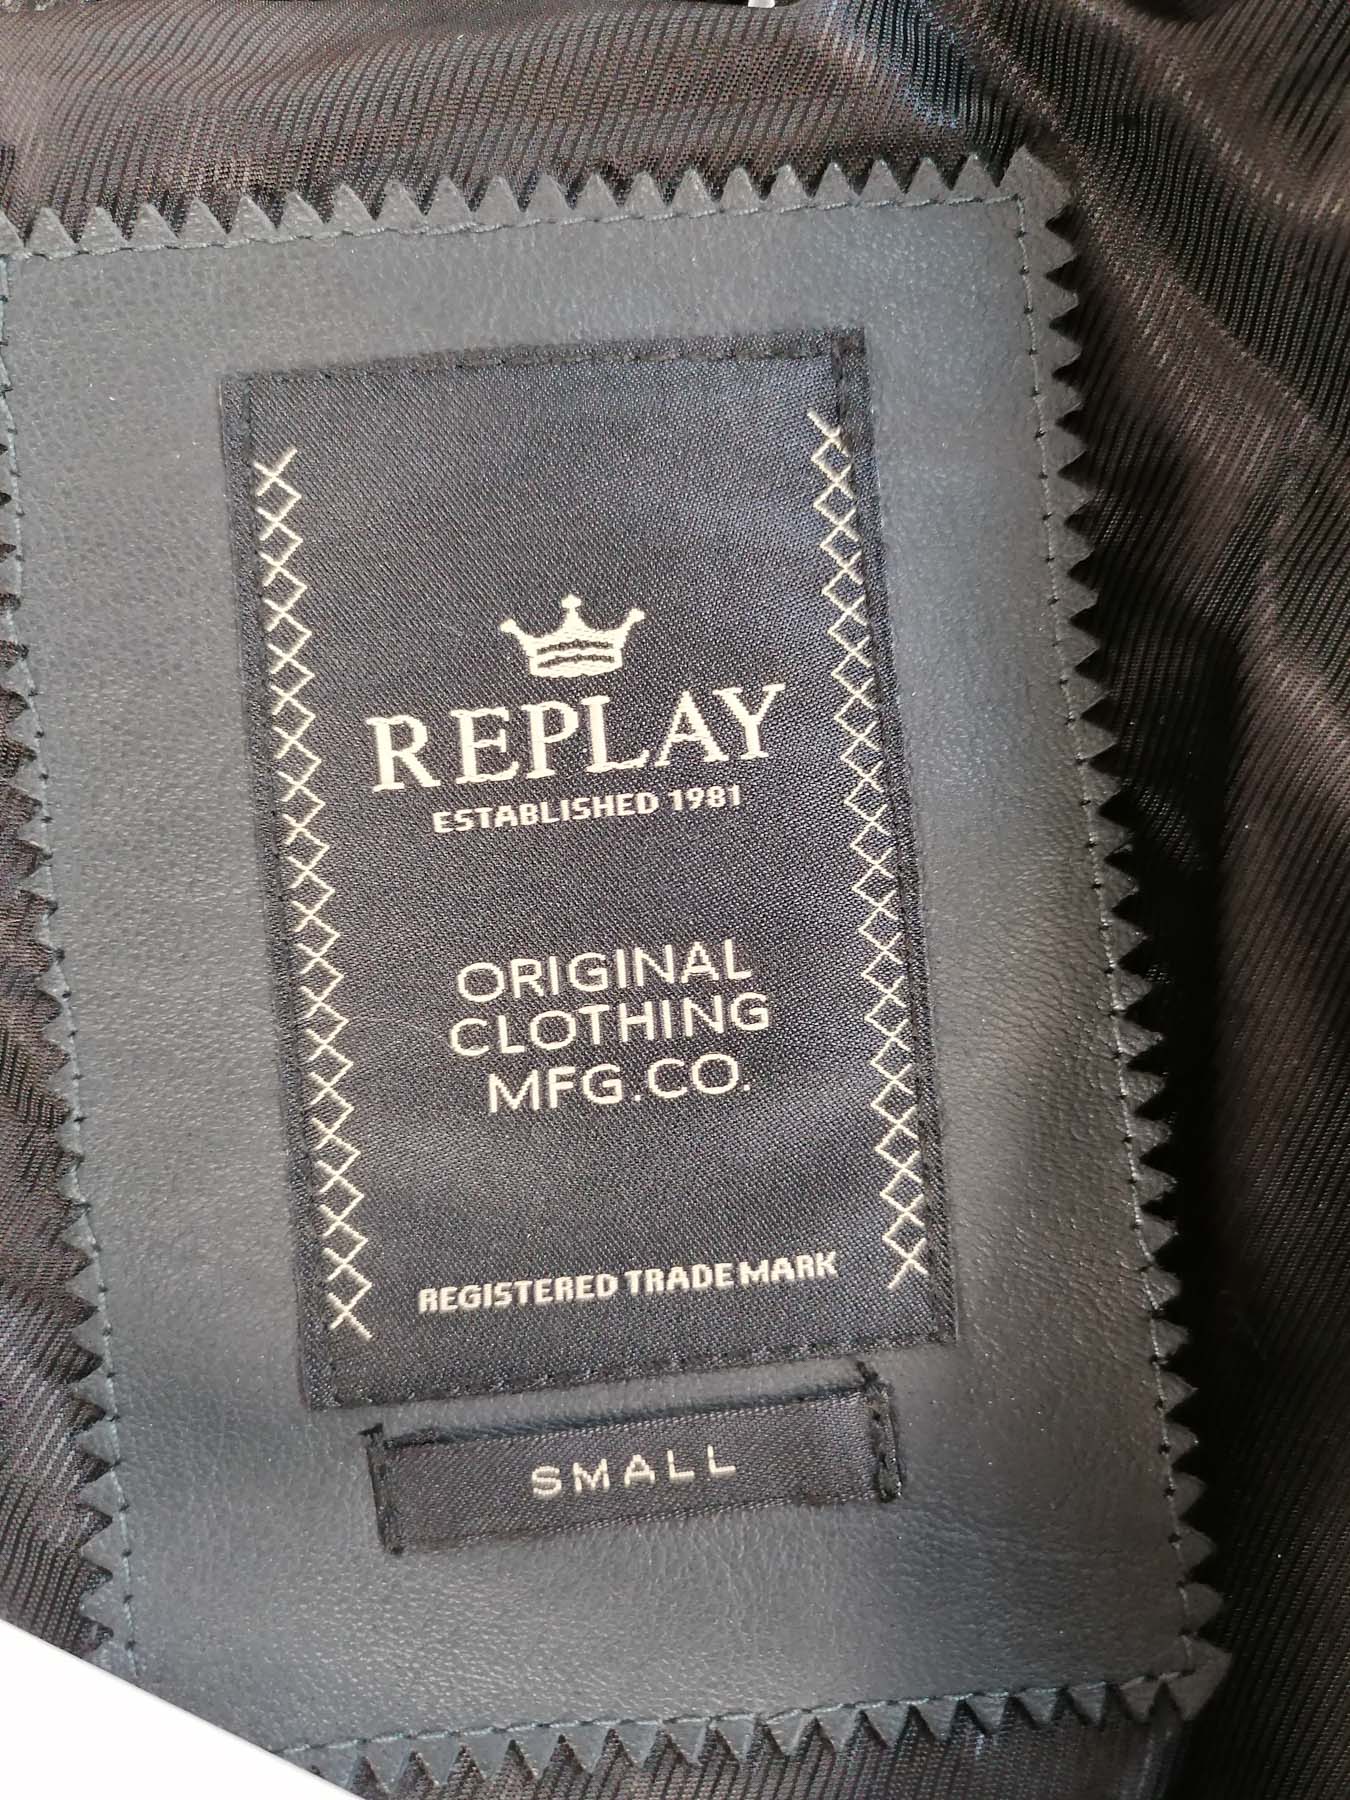 REPLAY
ESTABLISHED 1981
ORIGINAL
CLOTHING
MFG.CO.
REGISTERED TRADE MARK
SMALL